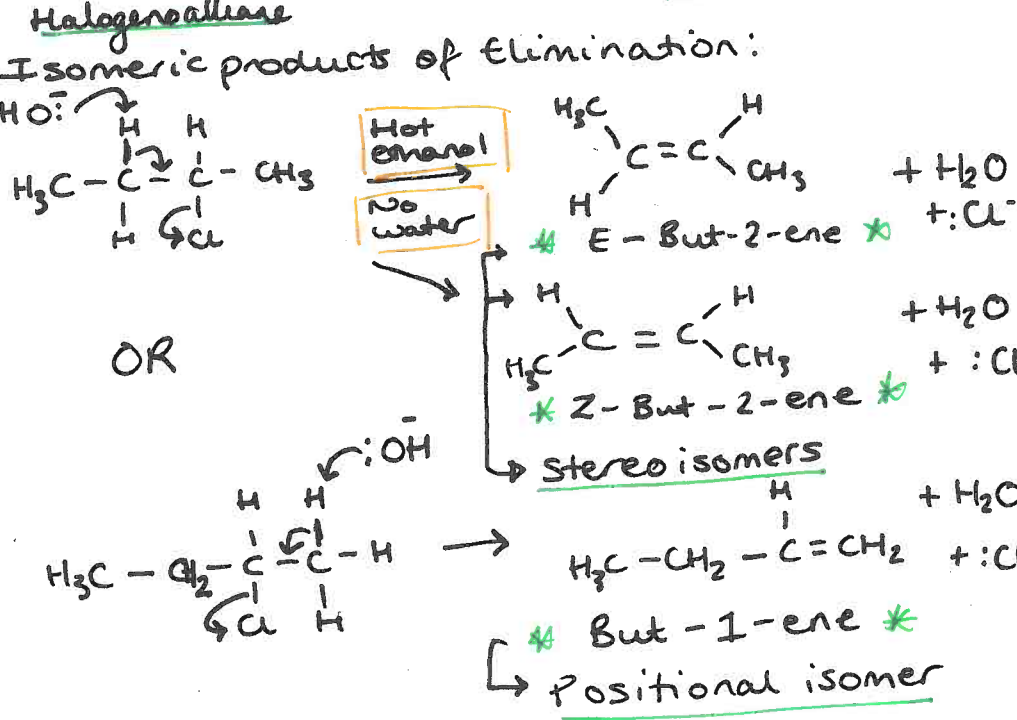 Halogenoalkane
Isomeric products of Elimination:
HO:⁻
H H
H₃C – C – C – CH₃
H Cl
Hot
ethanol
No
water
H₃C H
C = C
H CH₃
+ H₂O
+ :Cl⁻
* E – But-2-ene *
H H
C = C
H₃C CH₃
+ H₂O
+ :Cl
* Z – But – 2 – ene *
Stereoisomers
OR
:OH⁻
H H
H₃C – CH₂ – C – C – H
Cl H
H
H₃C – CH₂ – C = CH₂
+ H₂O
+ :C
* But – 1 – ene *
Positional isomer